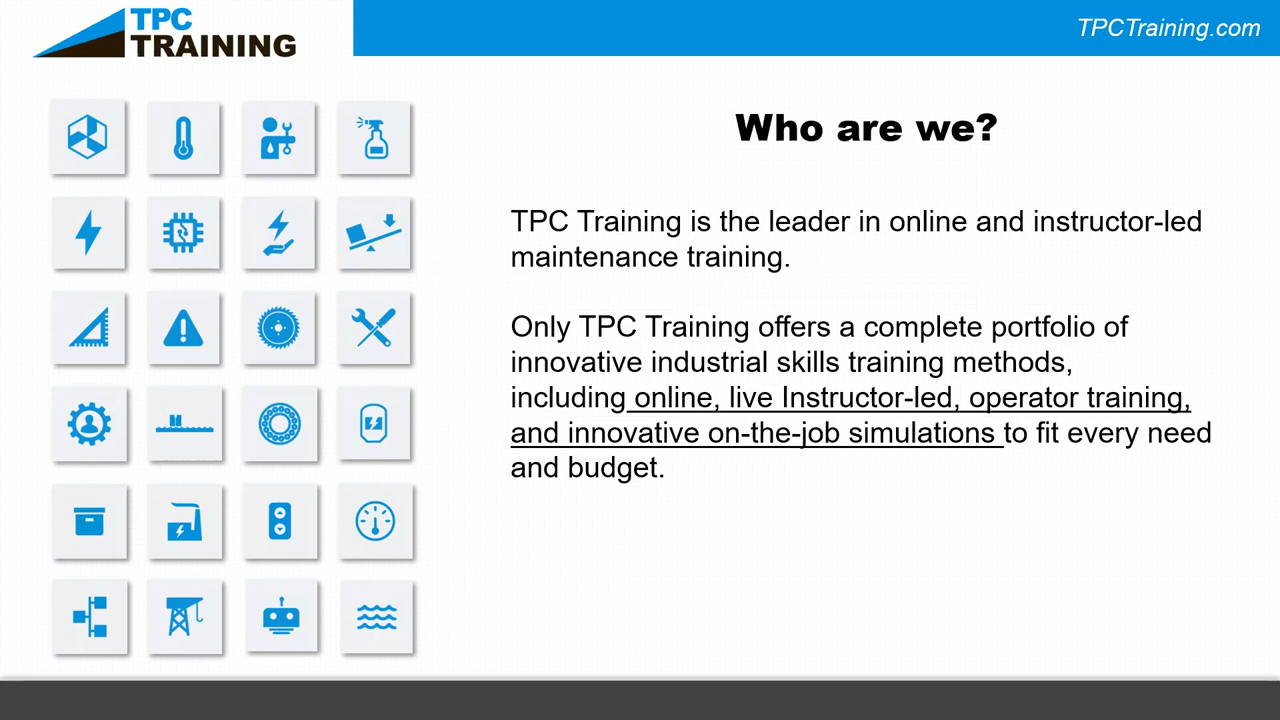 TPC
TRAINING
TPCTraining.com
Who are we?
TPC Training is the leader in online and instructor-led
maintenance training.
Only TPC Training offers a complete portfolio of
innovative industrial skills training methods,
including online, live Instructor-led, operator training,
and innovative on-the-job simulations to fit every need
and budget.